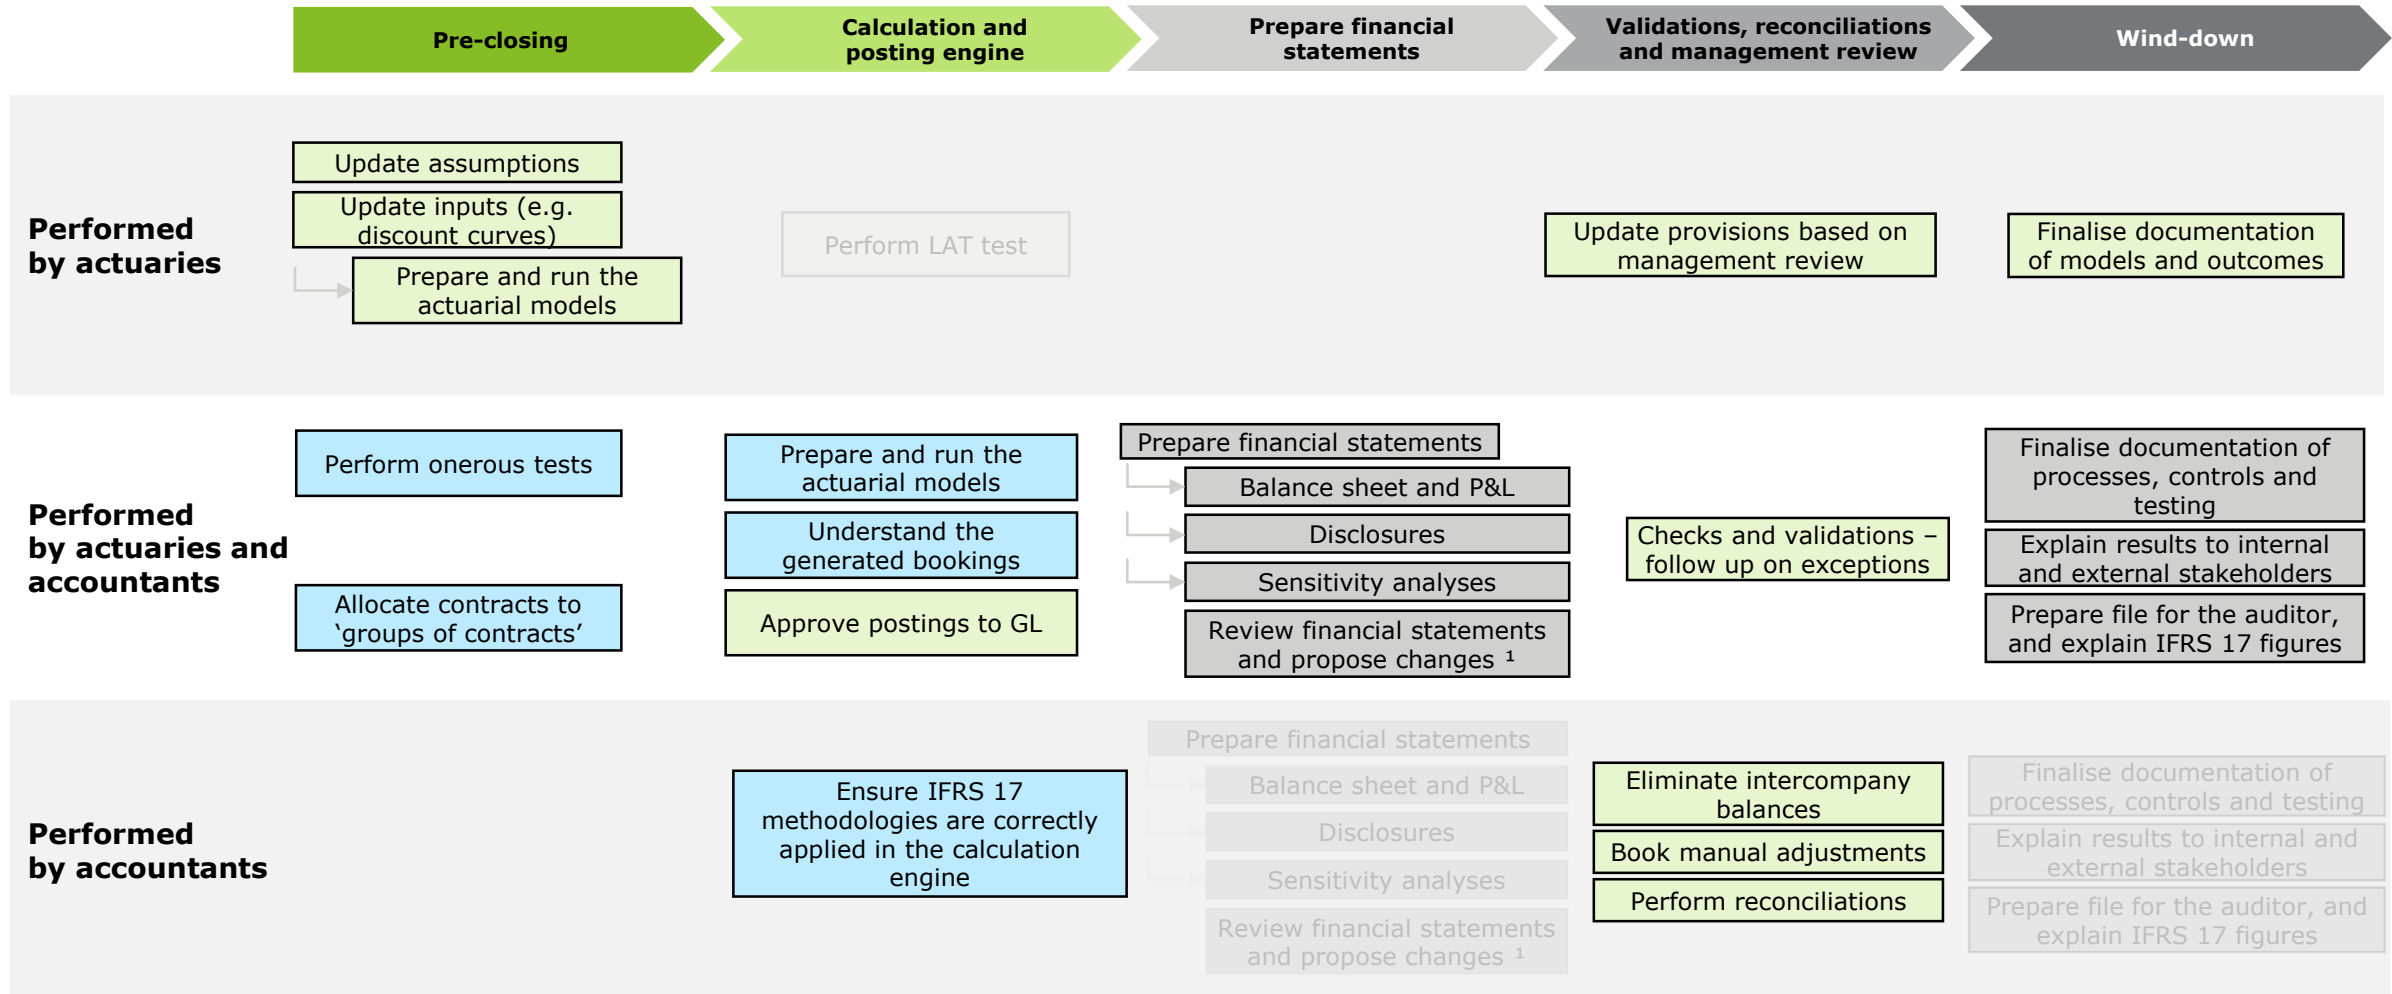 Pre-closing
Calculation and
posting engine
Prepare financial
statements
Validations, reconciliations
and management review
Wind-down
Performed
by actuaries
Update assumptions
Update inputs (e.g.
discount curves)
Prepare and run the
actuarial models
Perform LAT test
Update provisions based on
management review
Finalise documentation
of models and outcomes
Performed
by actuaries and
accountants
Perform onerous tests
Allocate contracts to
‘groups of contracts’
Prepare and run the
actuarial models
Understand the
generated bookings
Approve postings to GL
Prepare financial statements
Balance sheet and P&L
Disclosures
Sensitivity analyses
Review financial statements
and propose changes ¹
Checks and validations –
follow up on exceptions
Finalise documentation of
processes, controls and
testing
Explain results to internal
and external stakeholders
Prepare file for the auditor,
and explain IFRS 17 figures
Performed
by accountants
Ensure IFRS 17
methodologies are correctly
applied in the calculation
engine
Prepare financial statements
Balance sheet and P&L
Disclosures
Sensitivity analyses
Review financial statements
and propose changes ¹
Eliminate intercompany
balances
Book manual adjustments
Perform reconciliations
Finalise documentation of
processes, controls and testing
Explain results to internal and
external stakeholders
Prepare file for the auditor, and
explain IFRS 17 figures